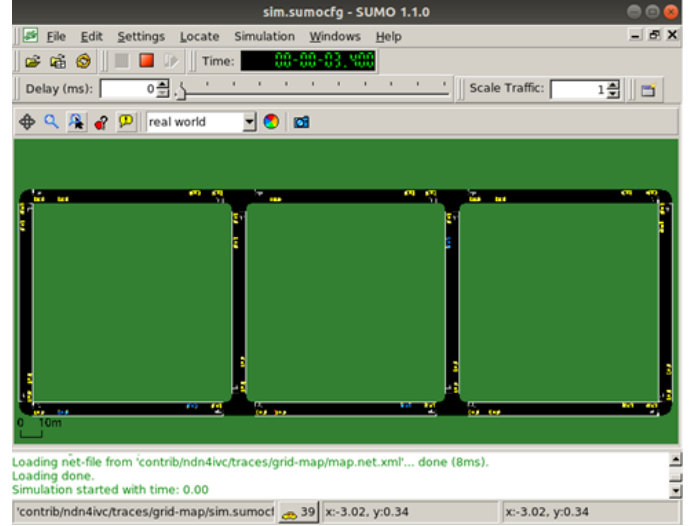 sim.sumocfg - SUMO 1.1.0
File Edit Settings Locate Simulation Windows Help
Time: 00-00-03.400
Delay (ms): 0 Scale Traffic: 1
real world
0 10m
Loading net-file from 'contrib/ndn4ivc/traces/grid-map/map.net.xml'... done (8ms).
Loading done.
Simulation started with time: 0.00
'contrib/ndn4ivc/traces/grid-map/sim.sumocf 39 x:-3.02, y:0.34 x:-3.02, y:0.34